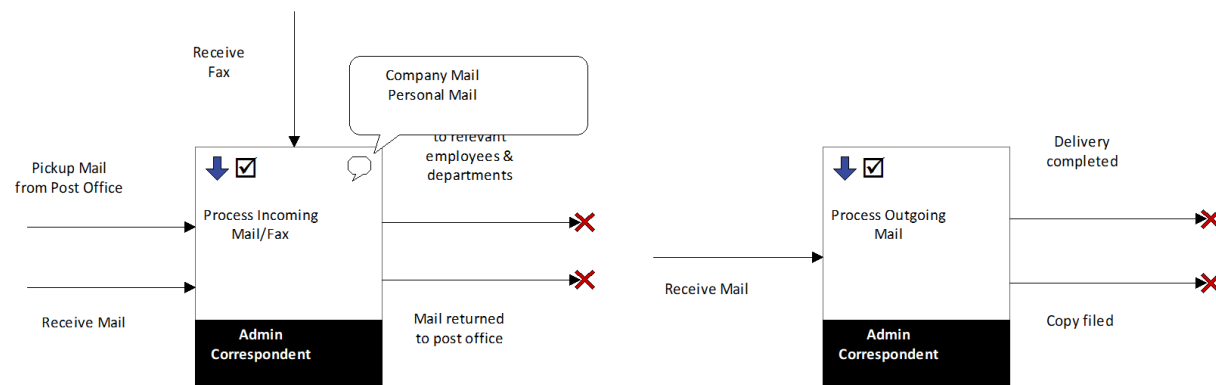 Receive
Fax
Company Mail
Personal Mail
to relevant
employees &
departments
Pickup Mail
from Post Office
Process Incoming
Mail/Fax
Receive Mail
Mail returned
to post office
Admin
Correspondent
Delivery
completed
Process Outgoing
Mail
Receive Mail
Copy filed
Admin
Correspondent